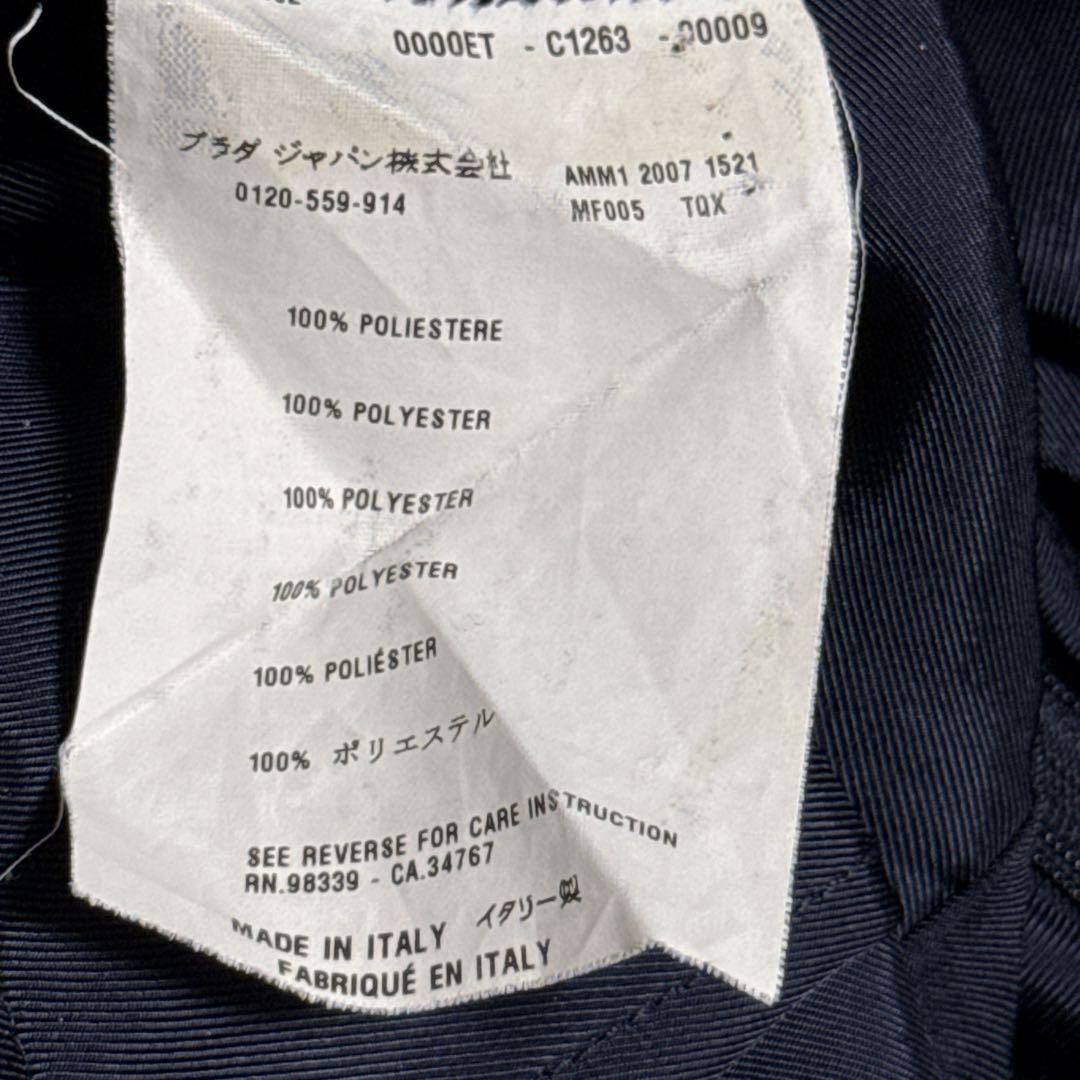 0000ET - C1263 - 00009
プラダ ジャパン株式会社
0120-559-914
AMM1 2007 1521
MF005 TQX
100% POLIESTERE
100% POLYESTER
100% POLYESTER
100% POLYESTER
100% POLIÉSTER
100% ポリエステル
SEE REVERSE FOR CARE INSTRUCTION
RN.98339 - CA.34767
MADE IN ITALY イタリー製
FABRIQUÉ EN ITALY